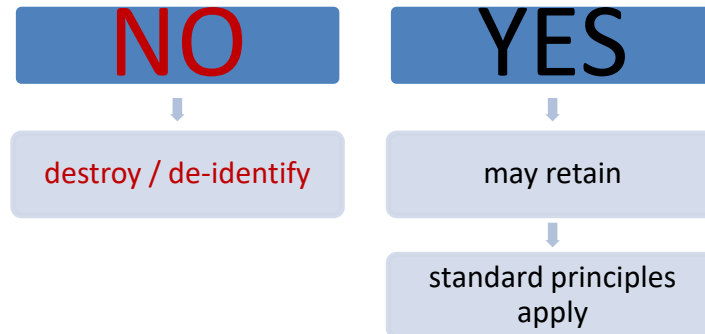 NO
destroy / de-identify
YES
may retain
standard principles
apply